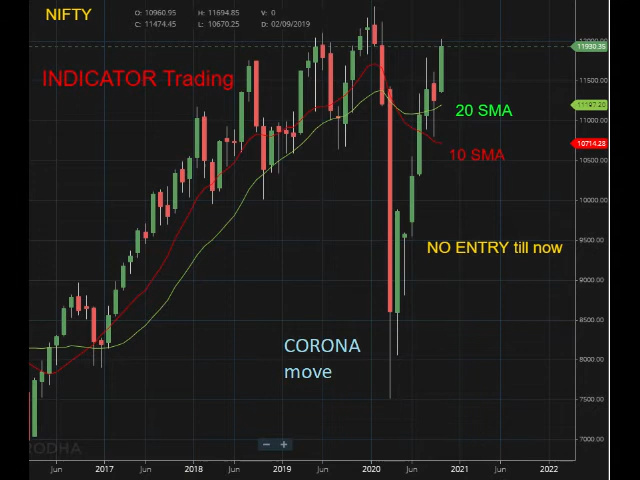 NIFTY
O: 10960.95 H: 11694.85 V: 0
C: 11474.45 L: 10670.25 D: 02/09/2019
12000.00
11930.35
INDICATOR Trading
11500.00
20 SMA
11000.00
10714.28
10 SMA
10500.00
10000.00
NO ENTRY till now
9500.00
9000.00
8500.00
CORONA
move
8000.00
7500.00
7000.00
Jun 2017 Jun 2018 Jun 2019 Jun 2020 Jun 2021 2022